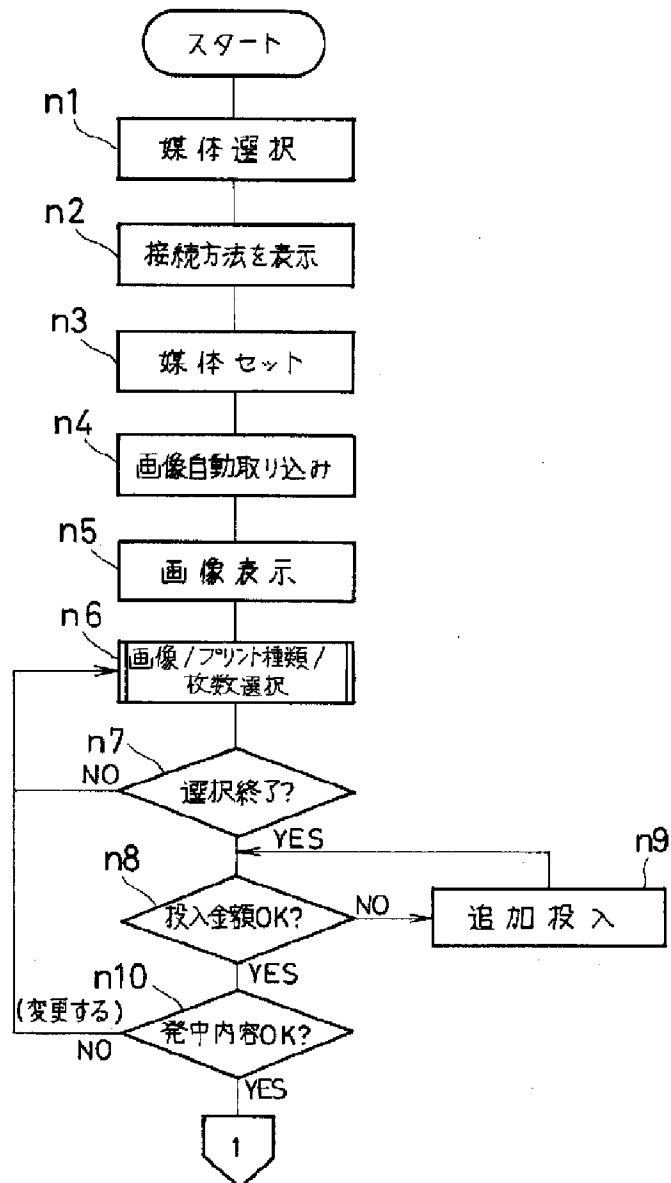 スタート
n1
媒体選択
n2
接続方法を表示
n3
媒体セット
n4
画像自動取り込み
n5
画像表示
n6
画像/プリント種類/
枚数選択
n7
NO
選択終了?
YES
n8
投入金額OK?
NO
n9
追加投入
YES
n10
(変更する)
NO
発中内容OK?
YES
1